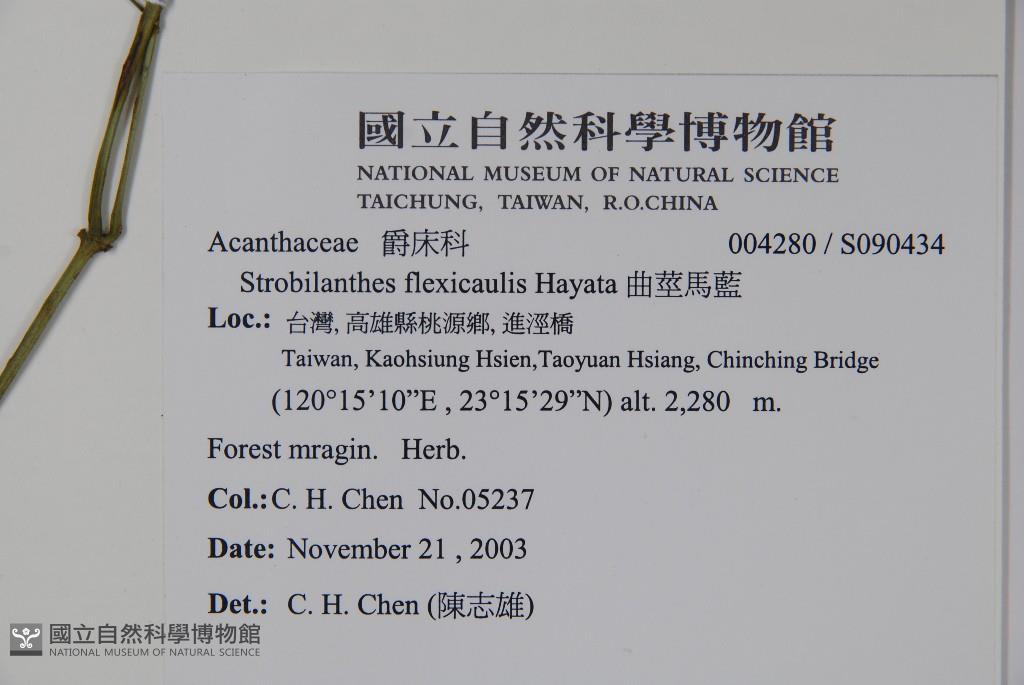 國立自然科學博物館
NATIONAL MUSEUM OF NATURAL SCIENCE
TAICHUNG, TAIWAN, R.O.CHINA
Acanthaceae 爵床科 004280 / S090434
Strobilanthes flexicaulis Hayata 曲莖馬藍
Loc.: 台灣, 高雄縣桃源鄉, 進涇橋
Taiwan, Kaohsiung Hsien,Taoyuan Hsiang, Chinching Bridge
(120°15’10”E , 23°15’29”N) alt. 2,280 m.
Forest mragin. Herb.
Col.:C. H. Chen No.05237
Date: November 21 , 2003
Det.: C. H. Chen (陳志雄)
國立自然科學博物館
NATIONAL MUSEUM OF NATURAL SCIENCE